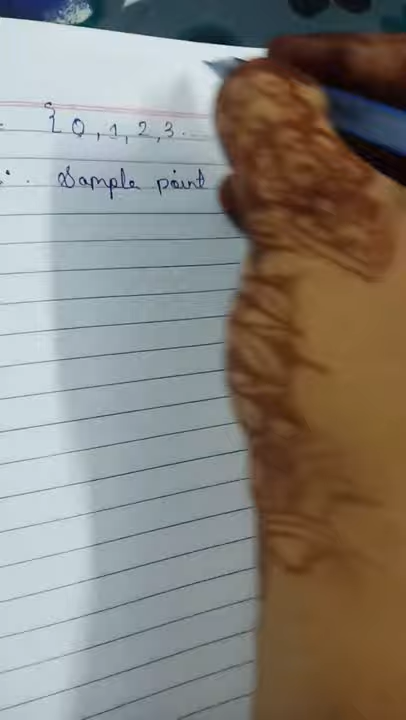 = { 0, 1, 2, 3 ...
∴ Sample point